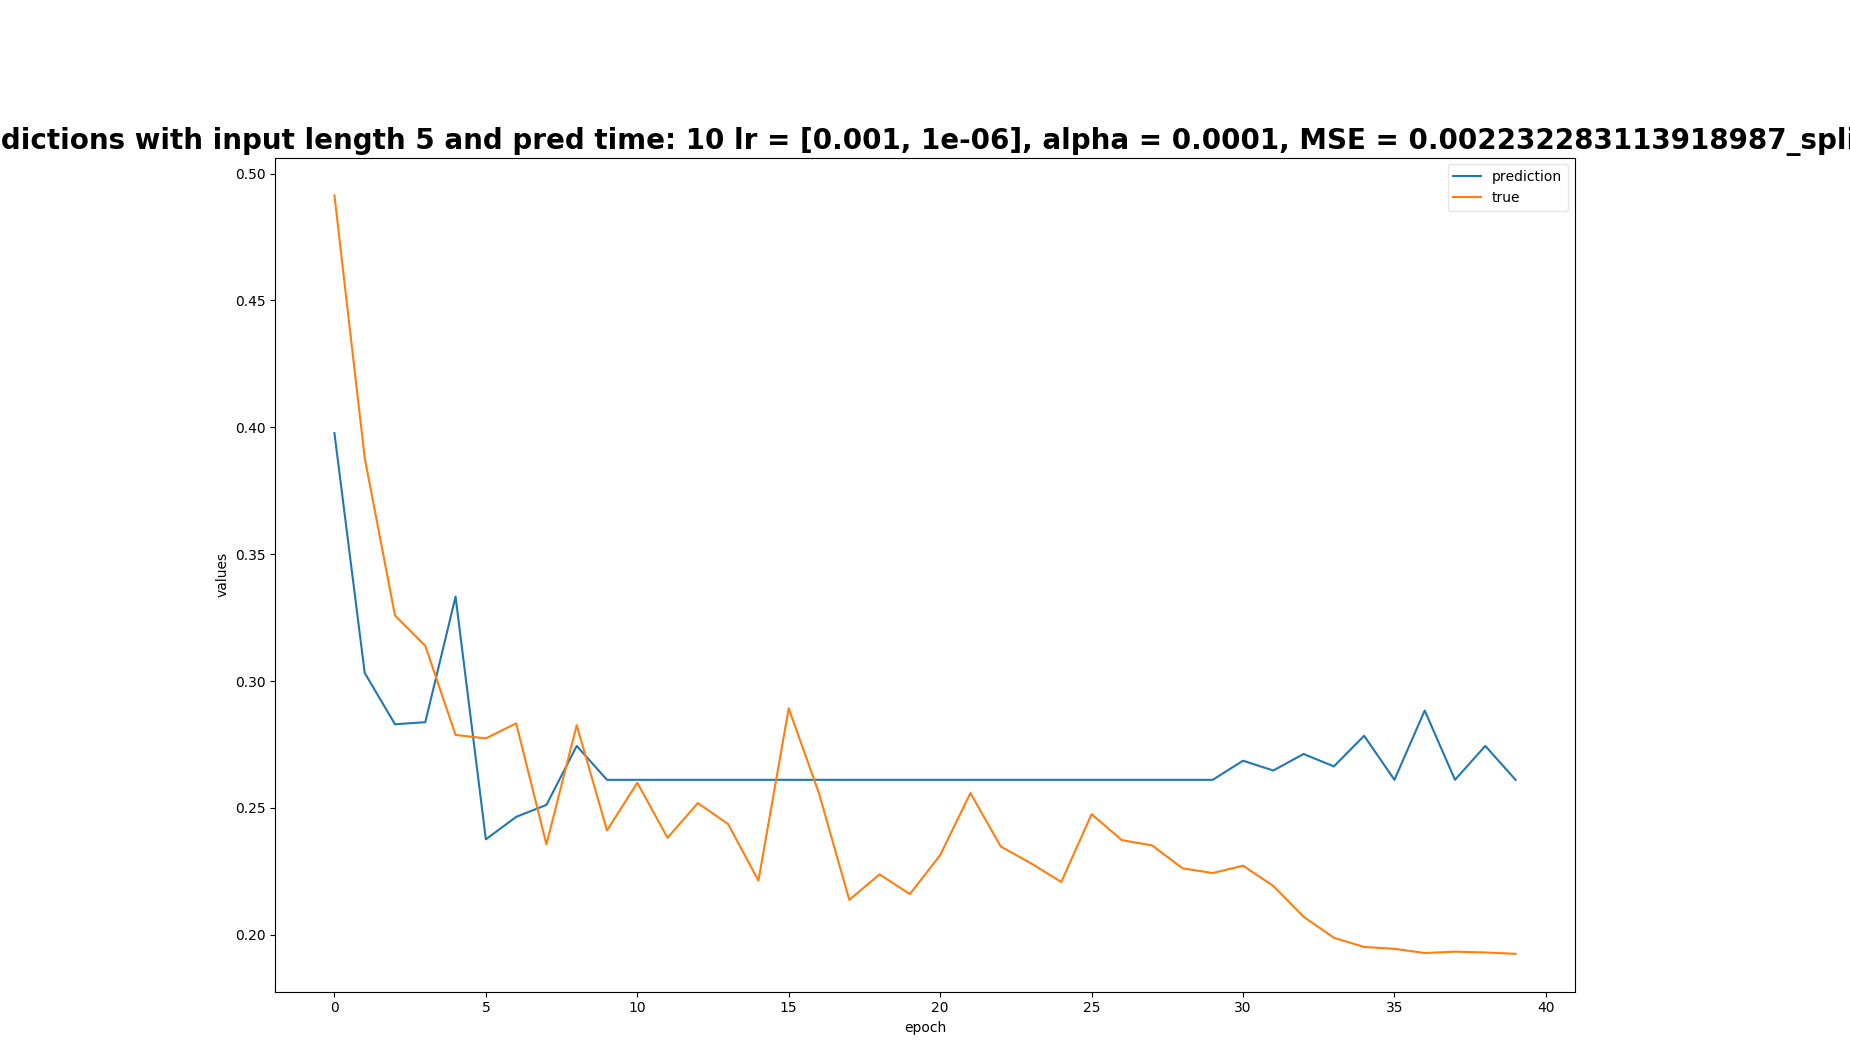 dictions with input length 5 and pred time: 10 lr = [0.001, 1e-06], alpha = 0.0001, MSE = 0.002232283113918987_spli
prediction
true
0.50
0.45
0.40
0.35
0.30
0.25
0.20
values
0 5 10 15 20 25 30 35 40
epoch